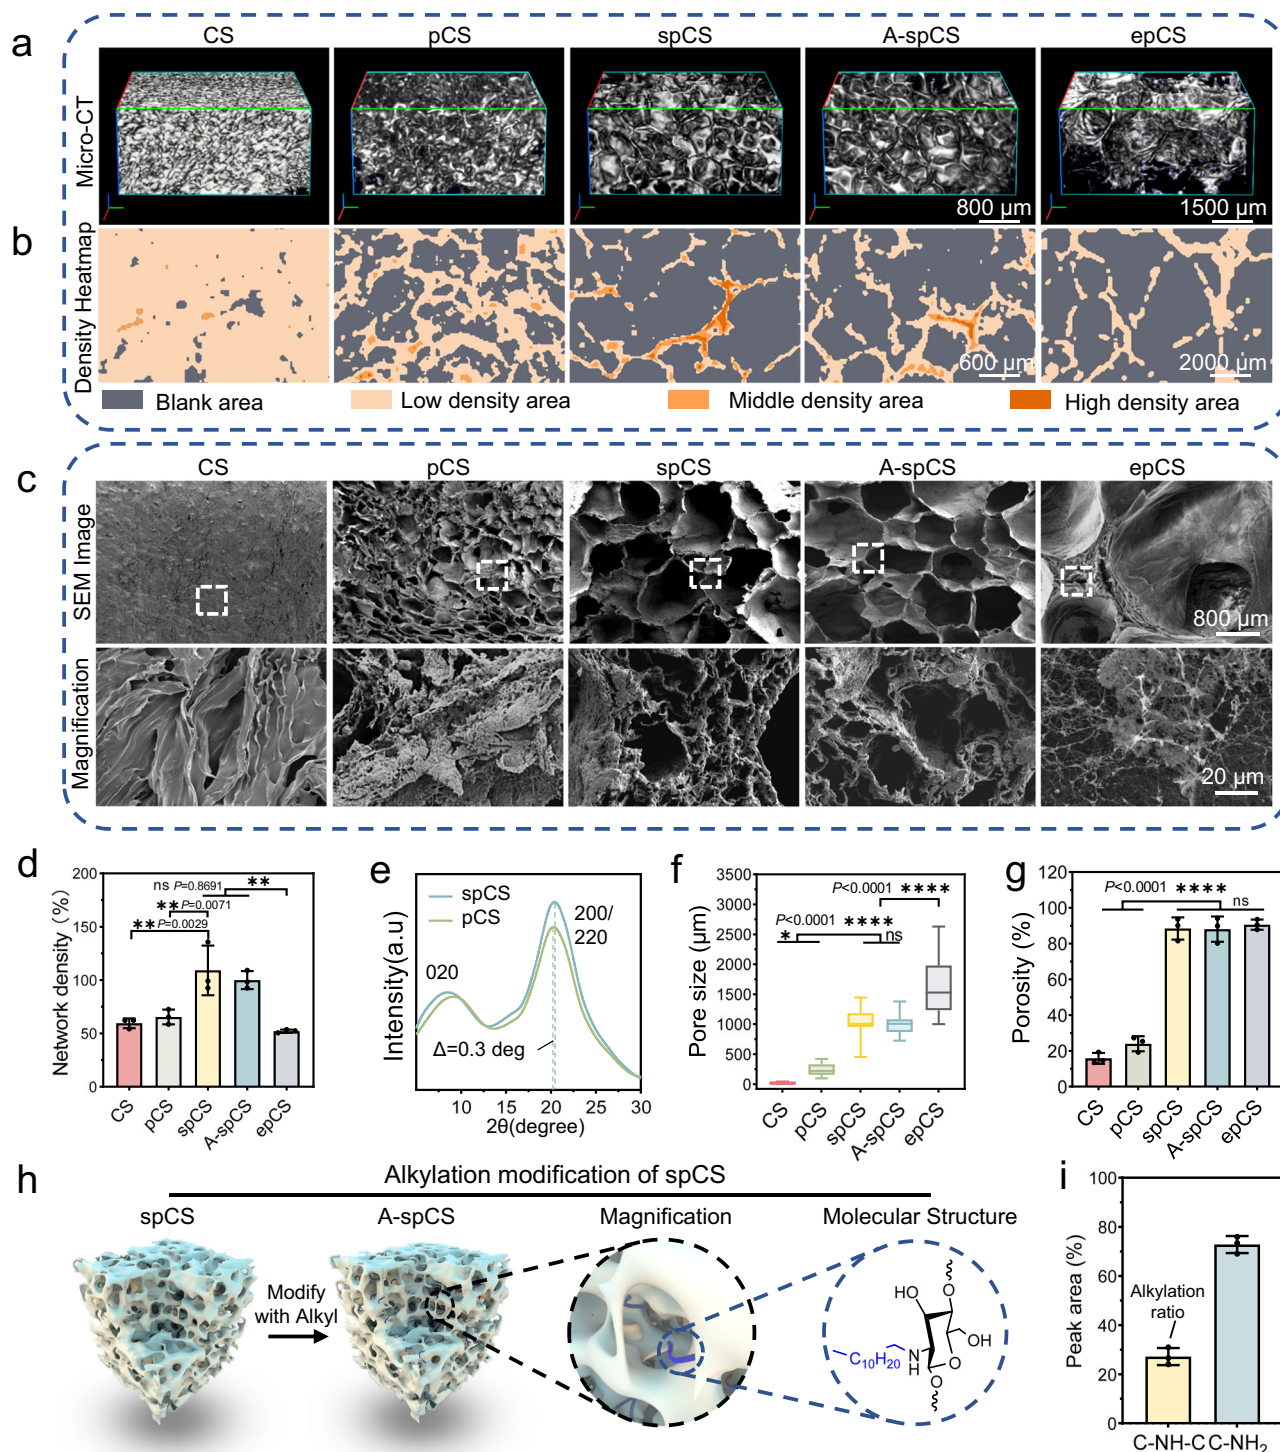 a
CS
pCS
spCS
A-spCS
epCS
Micro-CT
800 µm
1500 µm
b
Density Heatmap
600 µm
2000 µm
Blank area
Low density area
Middle density area
High density area
c
CS
pCS
spCS
A-spCS
epCS
SEM Image
800 µm
Magnification
20 µm
d
Network density (%)
200
150
100
50
0
ns P=0.8691
**
** P=0.0071
** P=0.0029
CS
pCS
spCS
A-spCS
epCS
e
Intensity(a.u)
spCS
pCS
020
200/
220
Δ=0.3 deg
10
15
20
25
30
2θ(degree)
f
Pore size (µm)
3500
3000
2500
2000
1500
1000
500
0
P<0.0001 ****
P<0.0001 ****
*
ns
CS
pCS
spCS
A-spCS
epCS
g
Porosity (%)
120
100
80
60
40
20
0
P<0.0001 ****
ns
CS
pCS
spCS
A-spCS
epCS
h
Alkylation modification of spCS
spCS
A-spCS
Magnification
Molecular Structure
Modify
with Alkyl
HO
O
OH
C10H20
N
H
O
O
i
Peak area (%)
100
80
60
40
20
0
Alkylation
ratio
C-NH-C
C-NH2